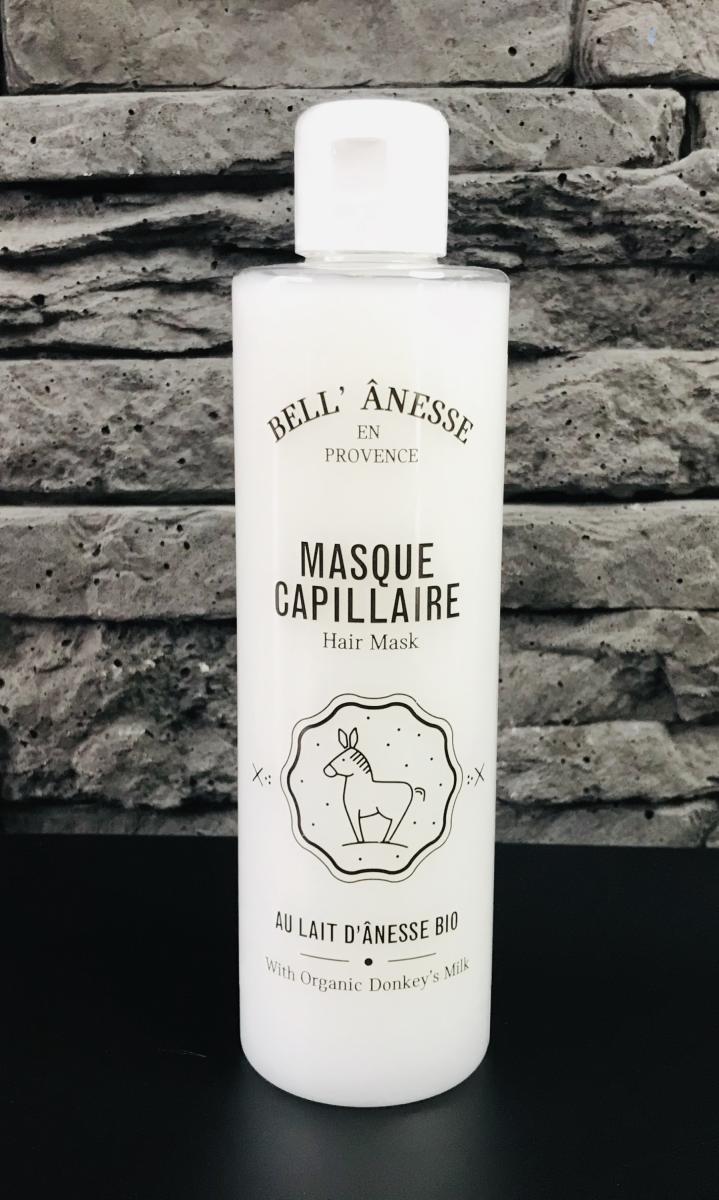 BELL' ÂNESSE
EN
PROVENCE
MASQUE
CAPILLAIRE
Hair Mask
AU LAIT D'ÂNESSE BIO
With Organic Donkey's Milk